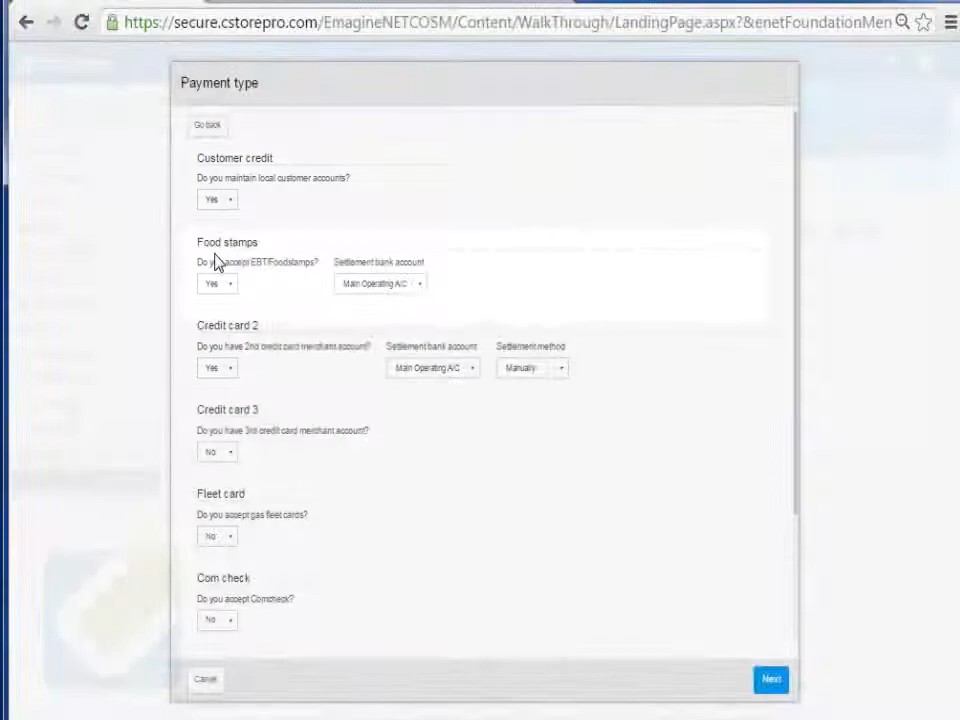 https://secure.cstorepro.com/EmagineNETCOSM/Content/WalkThrough/LandingPage.aspx?&enetFoundationMen
Payment type
Go back
Customer credit
Do you maintain local customer accounts?
Yes
Food stamps
Do you accept EBT/Foodstamps? Settlement bank account
Yes Main Operating A/C
Credit card 2
Do you have 2nd credit card merchant account? Settlement bank account Settlement method
Yes Main Operating A/C Manually
Credit card 3
Do you have 3rd credit card merchant account?
No
Fleet card
Do you accept gas fleet cards?
No
Com check
Do you accept Comcheck?
No
Cancel Next